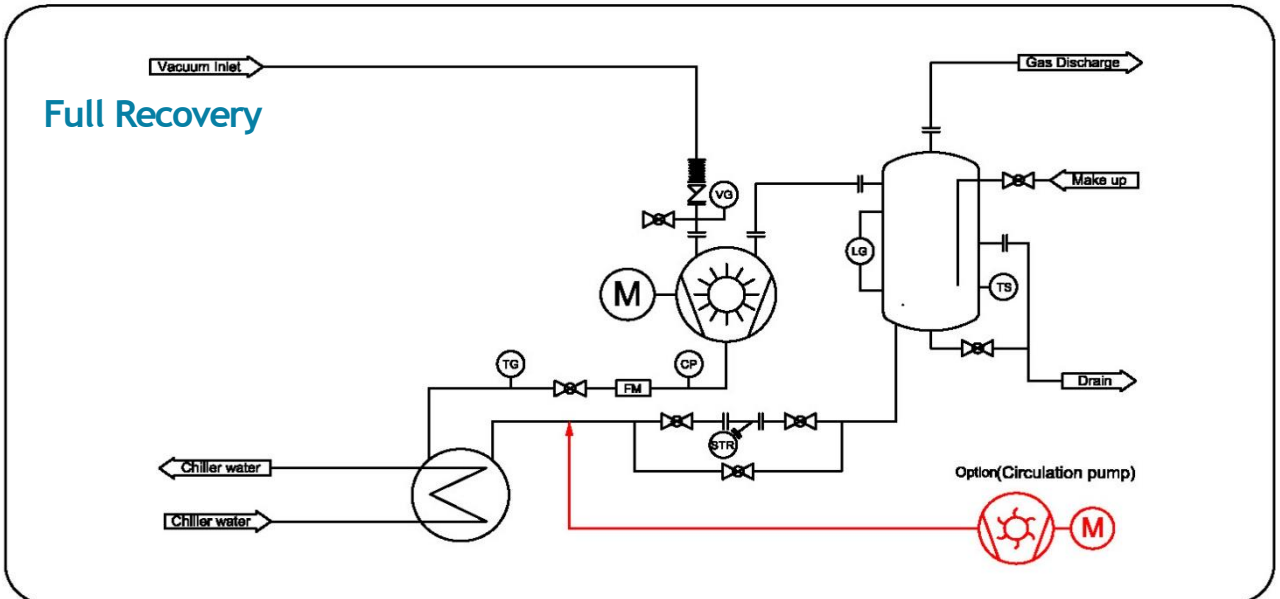 Vacuum Inlet
Gas Discharge
Full Recovery
Make up
VG
LG
M
TS
TG
FM
CP
Drain
STR
Chiller water
Option(Circulation pump)
Chiller water
M